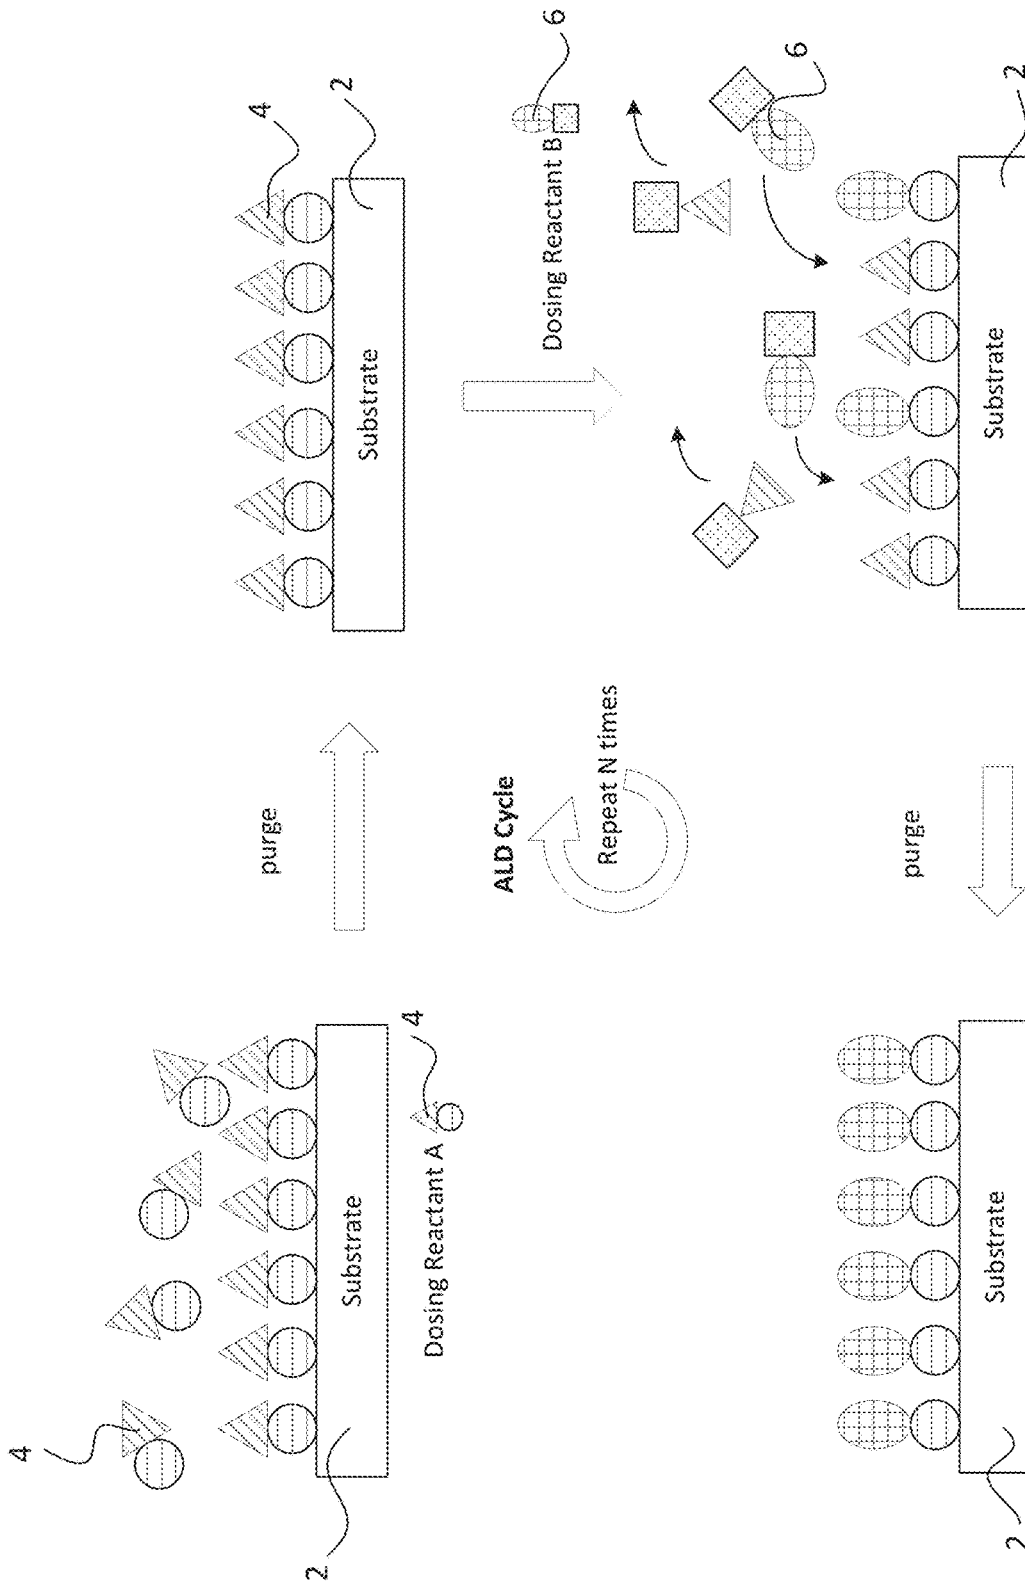 4
2
Substrate
4
Dosing Reactant A
purge
4
2
Substrate
ALD Cycle
Repeat N times
Dosing Reactant B
6
6
2
Substrate
purge
Substrate
2